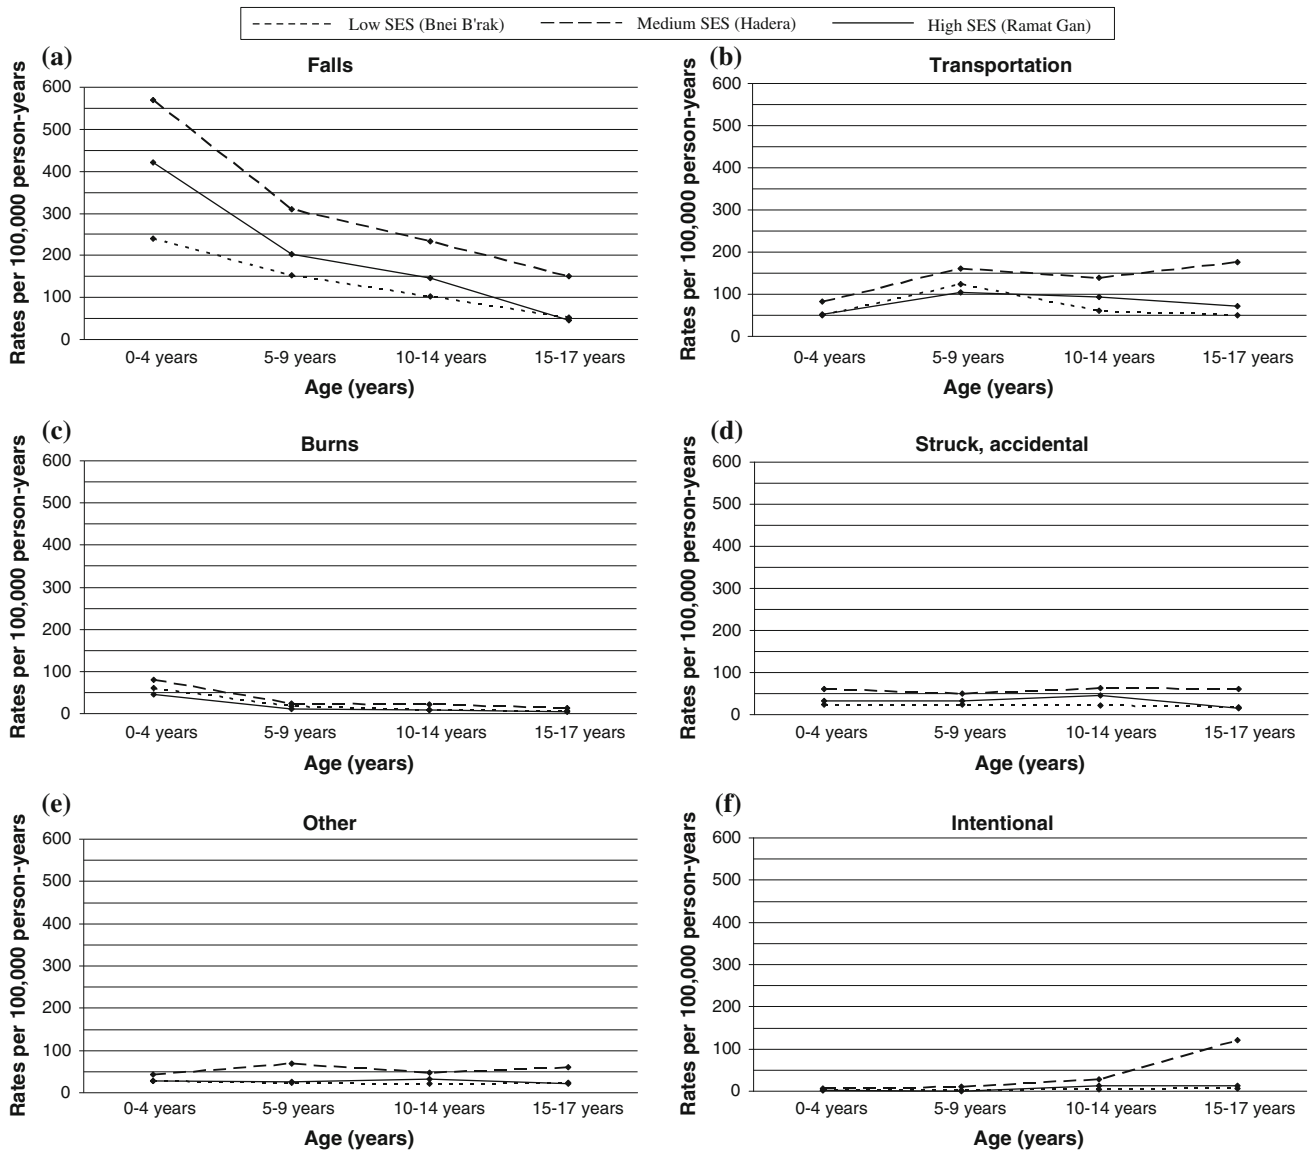 Low SES (Bnei B'rak) Medium SES (Hadera) High SES (Ramat Gan)
(a)
Falls
Rates per 100,000 person-years
600
500
400
300
200
100
0
0-4 years 5-9 years 10-14 years 15-17 years
Age (years)
(b)
Transportation
Rates per 100,000 person-years
600
500
400
300
200
100
0
0-4 years 5-9 years 10-14 years 15-17 years
Age (years)
(c)
Burns
Rates per 100,000 person-years
600
500
400
300
200
100
0
0-4 years 5-9 years 10-14 years 15-17 years
Age (years)
(d)
Struck, accidental
Rates per 100,000 person-years
600
500
400
300
200
100
0
0-4 years 5-9 years 10-14 years 15-17 years
Age (years)
(e)
Other
Rates per 100,000 person-years
600
500
400
300
200
100
0
0-4 years 5-9 years 10-14 years 15-17 years
Age (years)
(f)
Intentional
Rates per 100,000 person-years
600
500
400
300
200
100
0
0-4 years 5-9 years 10-14 years 15-17 years
Age (years)